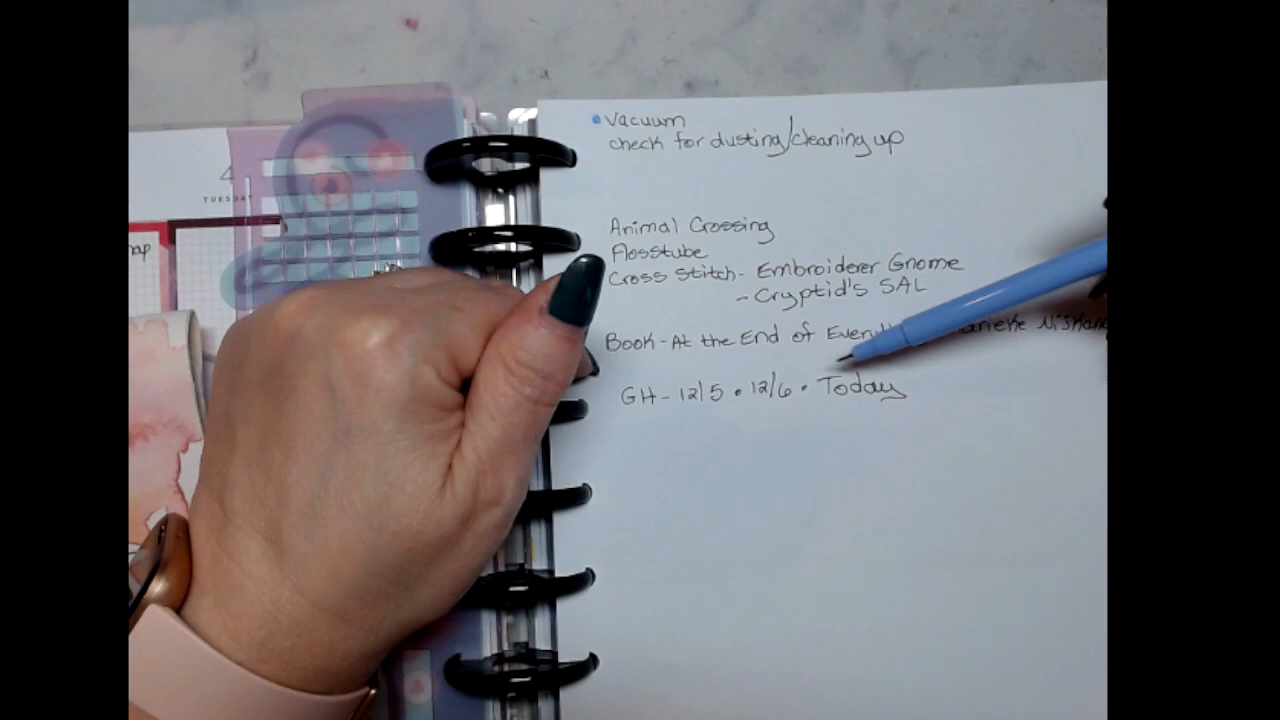 4
TUESDAY
• Vacuum
check for dusting/cleaning up
Animal Crossing
Flosstube
Cross Stitch - Embroiderer Gnome
- Cryptid's SAL
Book - At the End of
GH - 12/5 • 12/6 • Today